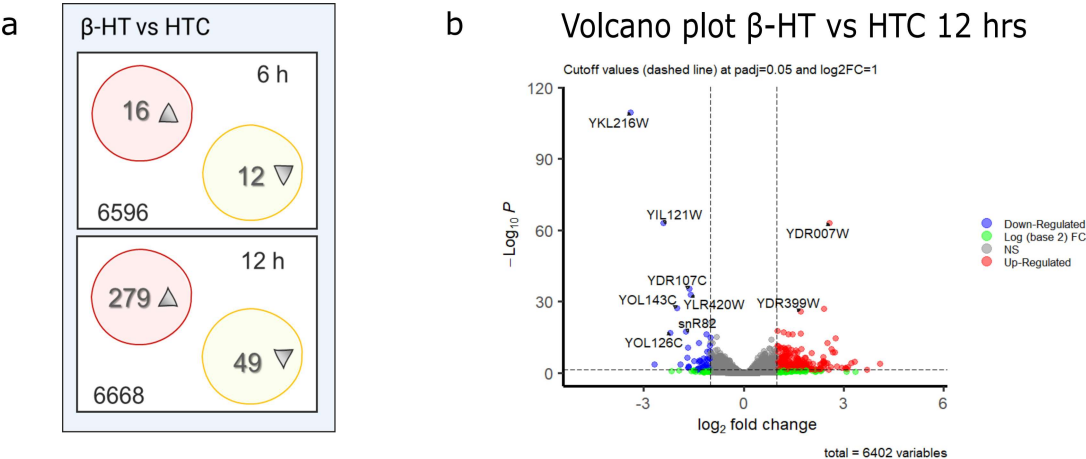 a
β-HT vs HTC
6 h
16
12
6596
12 h
279
49
6668
b
Volcano plot β-HT vs HTC 12 hrs
Cutoff values (dashed line) at padj=0.05 and log2FC=1
120
90
60
30
0
−Log10 P
YKL216W
YIL121W
YDR007W
YDR107C
YOL143C
YLR420W
YDR399W
snR82
YOL126C
-3
0
3
6
log2 fold change
total = 6402 variables
Down-Regulated
Log (base 2) FC
NS
Up-Regulated